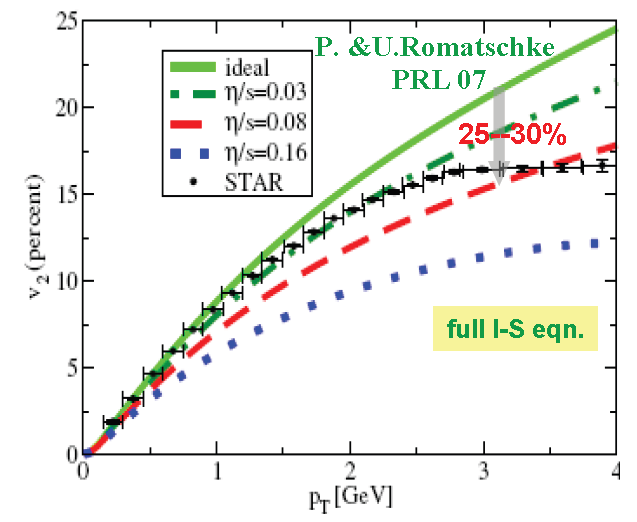 25
20
15
10
5
0
v2 (percent)
P. &U.Romatschke
PRL 07
ideal
η/s=0.03
η/s=0.08
η/s=0.16
STAR
25--30%
full I-S eqn.
0
1
2
3
4
pT [GeV]